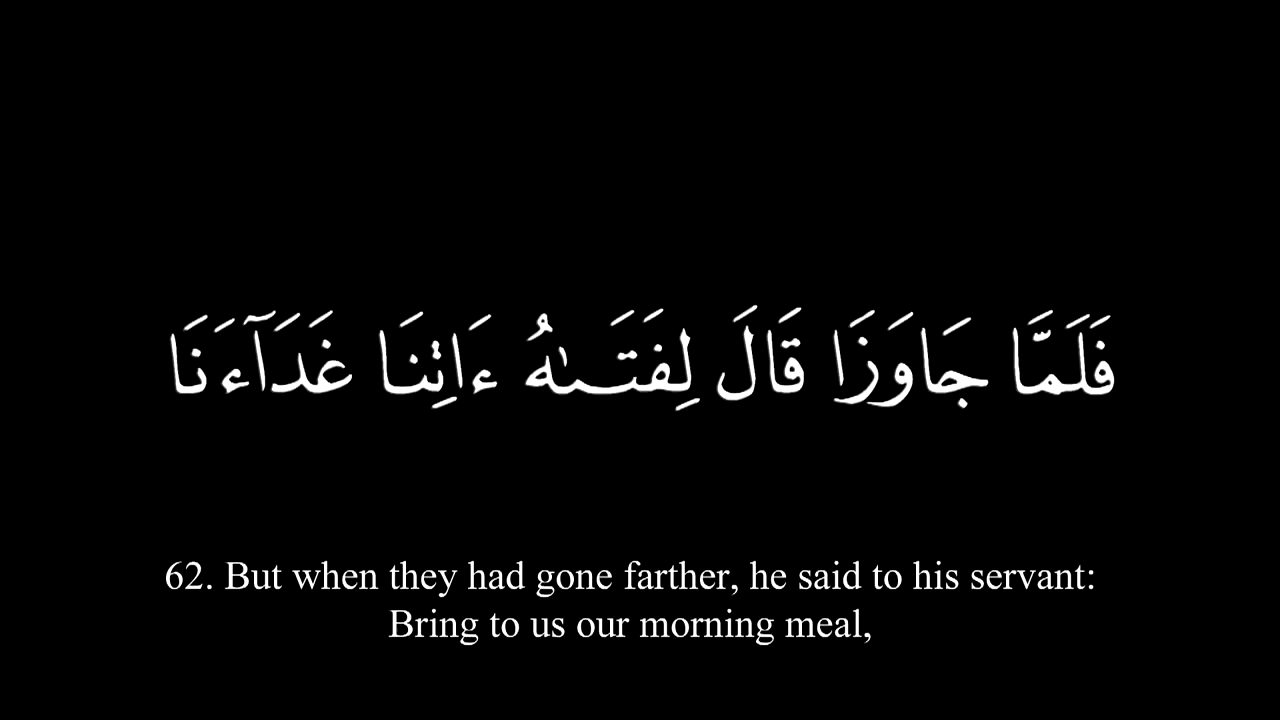 فَلَمَّا جَاوَزَا قَالَ لِفَتَىٰهُ ءَاتِنَا غَدَآءَنَا
62. But when they had gone farther, he said to his servant:
Bring to us our morning meal,